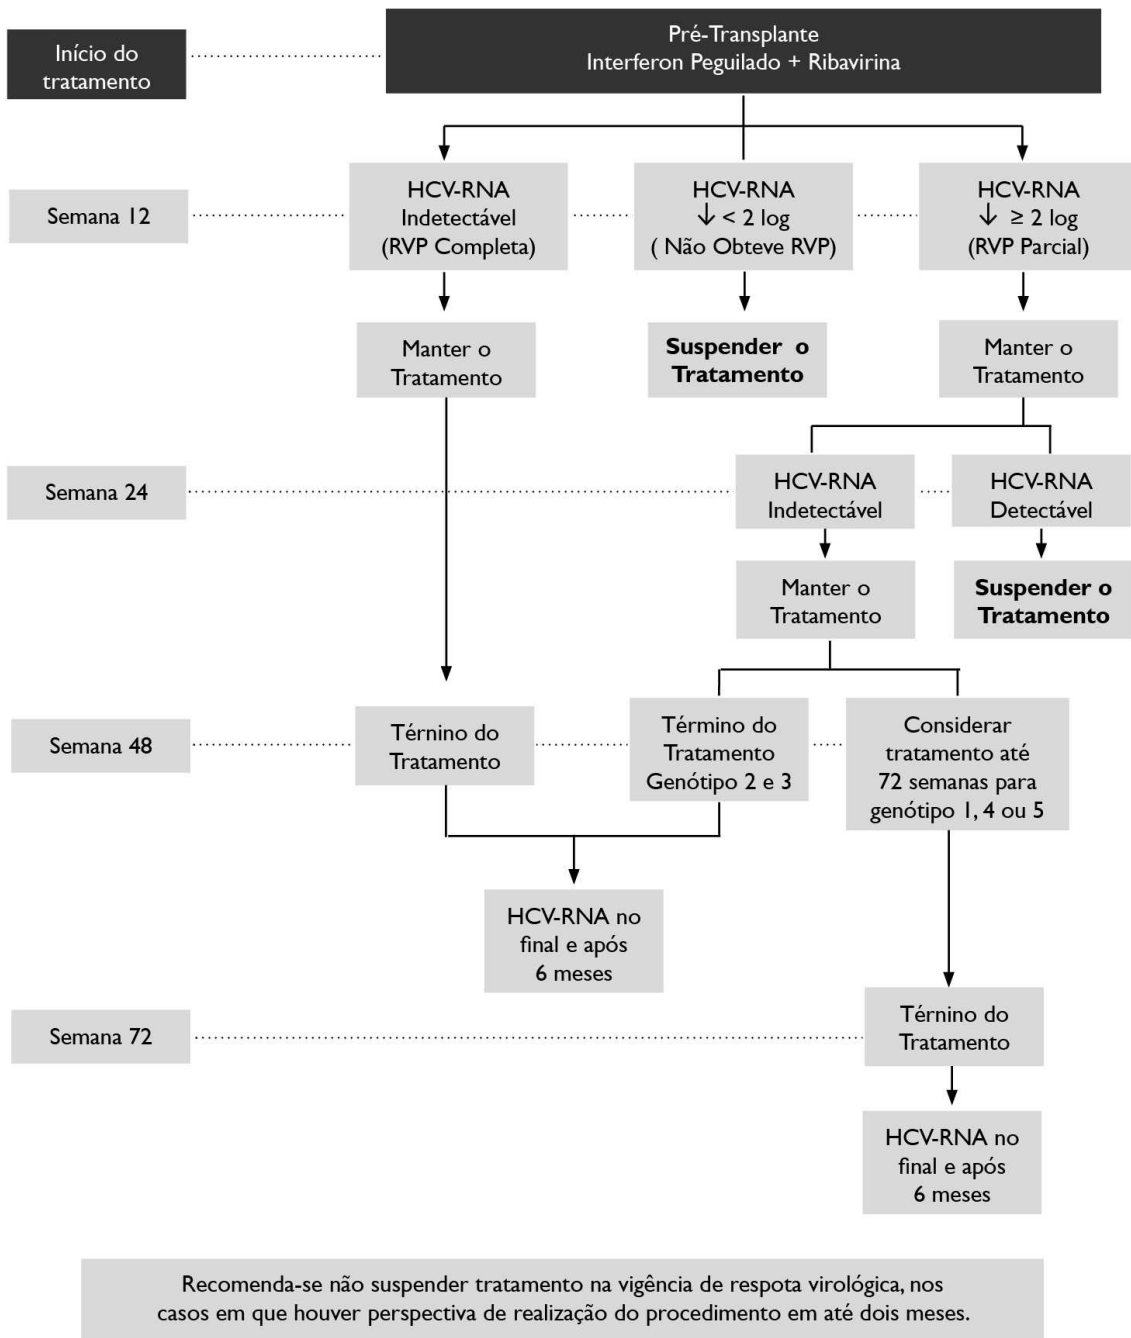 Início do
tratamento
Pré-Transplante
Interferon Peguilado + Ribavirina
Semana 12
HCV-RNA
Indetectável
(RVP Completa)
HCV-RNA
↓ < 2 log
( Não Obteve RVP)
HCV-RNA
↓ ≥ 2 log
(RVP Parcial)
Manter o
Tratamento
Suspender o
Tratamento
Manter o
Tratamento
Semana 24
HCV-RNA
Indetectável
HCV-RNA
Detectável
Manter o
Tratamento
Suspender o
Tratamento
Semana 48
Térnino do
Tratamento
Término do
Tratamento
Genótipo 2 e 3
Considerar
tratamento até
72 semanas para
genótipo 1, 4 ou 5
HCV-RNA no
final e após
6 meses
Semana 72
Término do
Tratamento
HCV-RNA no
final e após
6 meses
Recomenda-se não suspender tratamento na vigência de respota virológica, nos
casos em que houver perspectiva de realização do procedimento em até dois meses.